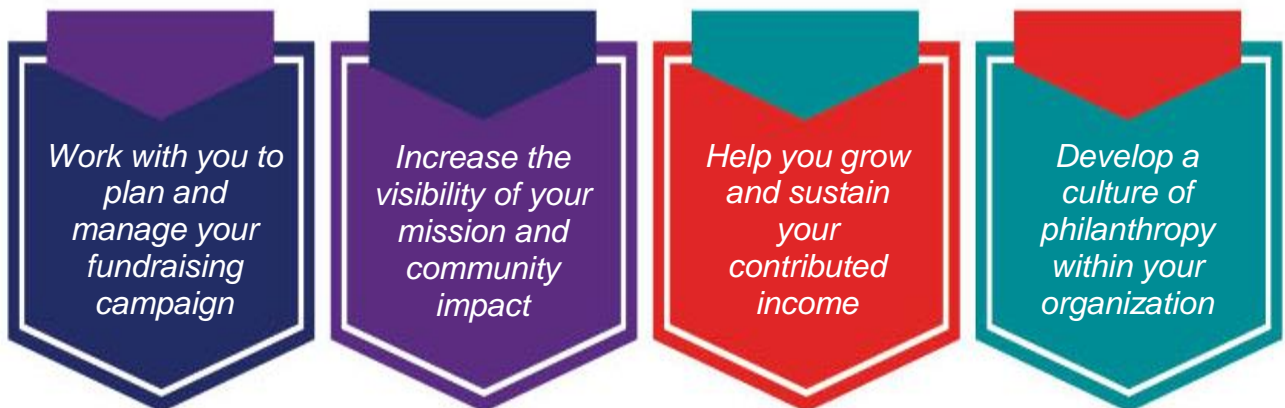 Work with you to
plan and
manage your
fundraising
campaign
Increase the
visibility of your
mission and
community
impact
Help you grow
and sustain
your
contributed
income
Develop a
culture of
philanthropy
within your
organization